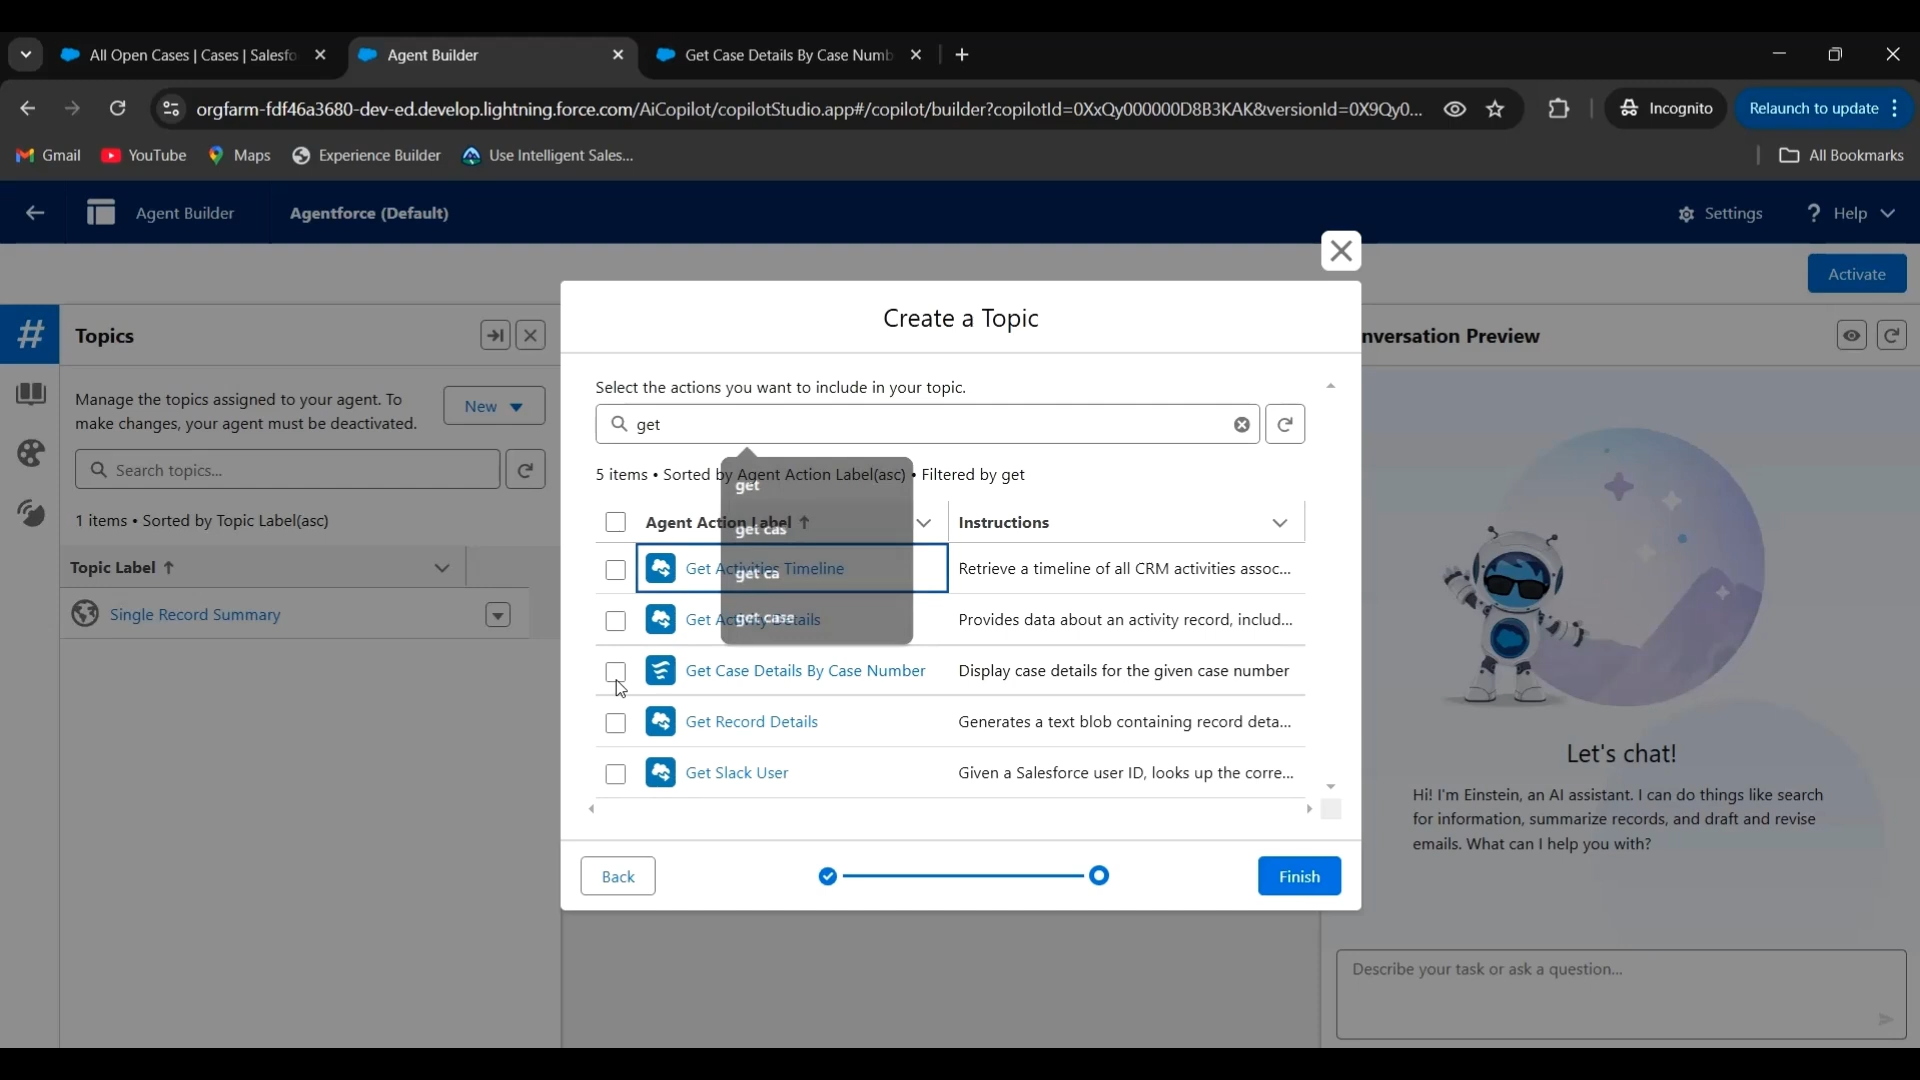 All Open Cases | Cases | Salesfo
Agent Builder
Get Case Details By Case Numb
orgfarm-fdf46a3680-dev-ed.develop.lightning.force.com/AiCopilot/copilotStudio.app#/copilot/builder?copilotId=0XxQy000000D8B3KAK&versionId=0X9Qy0...
Incognito
Relaunch to update
Gmail
YouTube
Maps
Experience Builder
Use Intelligent Sales...
All Bookmarks
Agent Builder
Agentforce (Default)
Settings
? Help
Activate
# Topics
Manage the topics assigned to your agent. To
make changes, your agent must be deactivated.
New
Search topics...
1 items • Sorted by Topic Label(asc)
Topic Label ↑
Single Record Summary
Create a Topic
Select the actions you want to include in your topic.
get
5 items • Sorted by Agent Action Label(asc) • Filtered by get
get
get cas
get ca
get case
Agent Action Label ↑
Instructions
Get Activities Timeline
Retrieve a timeline of all CRM activities assoc...
Get Activity Details
Provides data about an activity record, includ...
Get Case Details By Case Number
Display case details for the given case number
Get Record Details
Generates a text blob containing record deta...
Get Slack User
Given a Salesforce user ID, looks up the corre...
Back
Finish
nversation Preview
Let's chat!
Hi! I'm Einstein, an AI assistant. I can do things like search
for information, summarize records, and draft and revise
emails. What can I help you with?
Describe your task or ask a question...